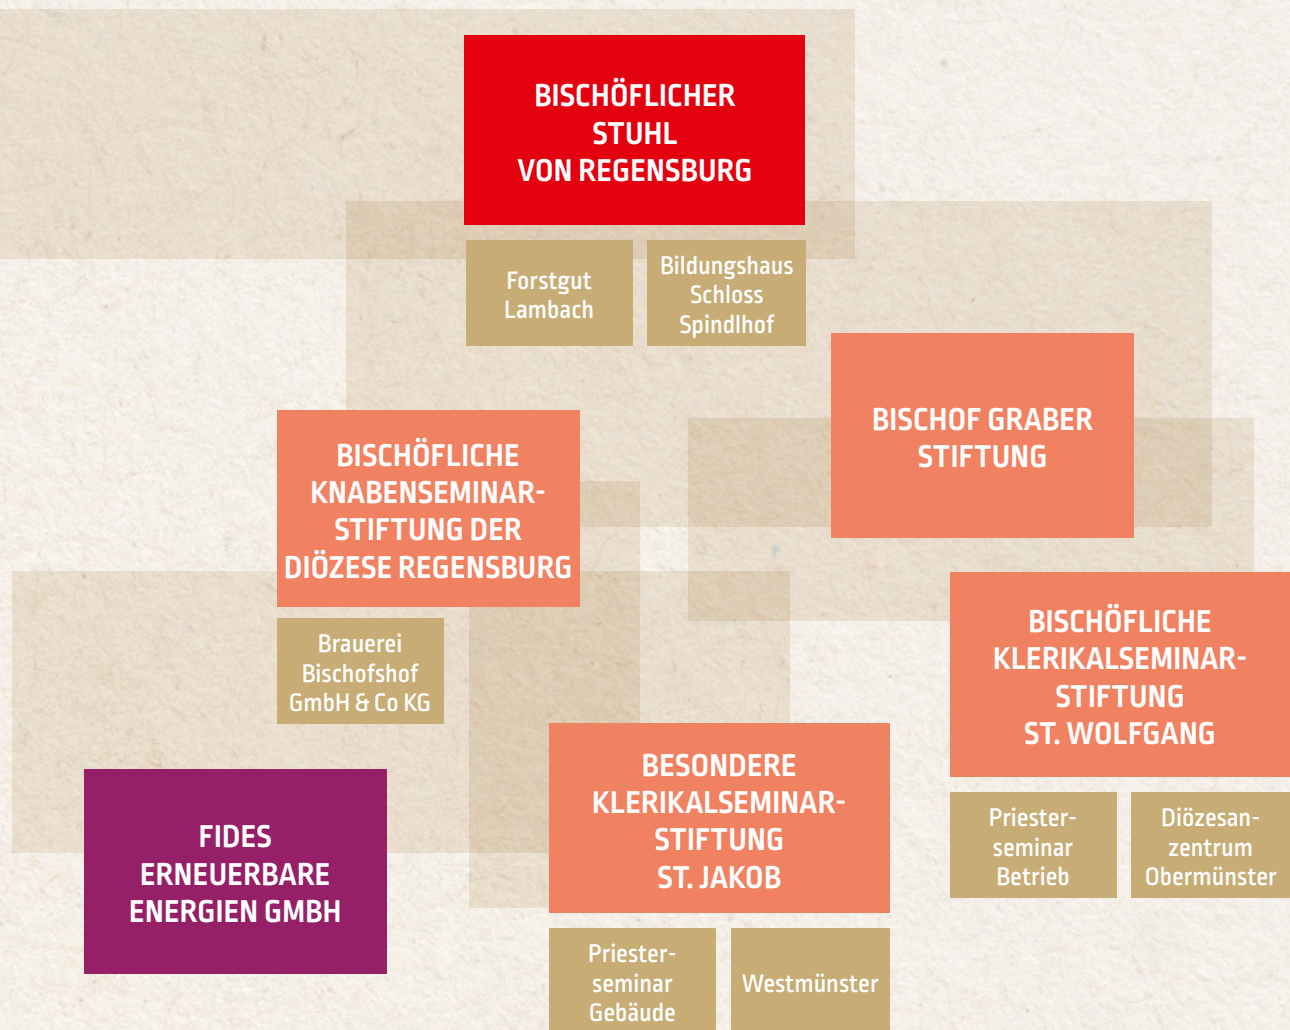 BISCHÖFLICHER
STUHL
VON REGENSBURG
Forstgut
Lambach
Bildungshaus
Schloss
Spindlhof
BISCHOF GRABER
STIFTUNG
BISCHÖFLICHE
KNABENSEMINAR-
STIFTUNG DER
DIÖZESE REGENSBURG
Brauerei
Bischofshof
GmbH & Co KG
BISCHÖFLICHE
KLERIKALSEMINAR-
STIFTUNG
ST. WOLFGANG
Priester-
seminar
Betrieb
Diözesan-
zentrum
Obermünster
BESONDERE
KLERIKALSEMINAR-
STIFTUNG
ST. JAKOB
Priester-
seminar
Gebäude
Westmünster
FIDES
ERNEUERBARE
ENERGIEN GMBH